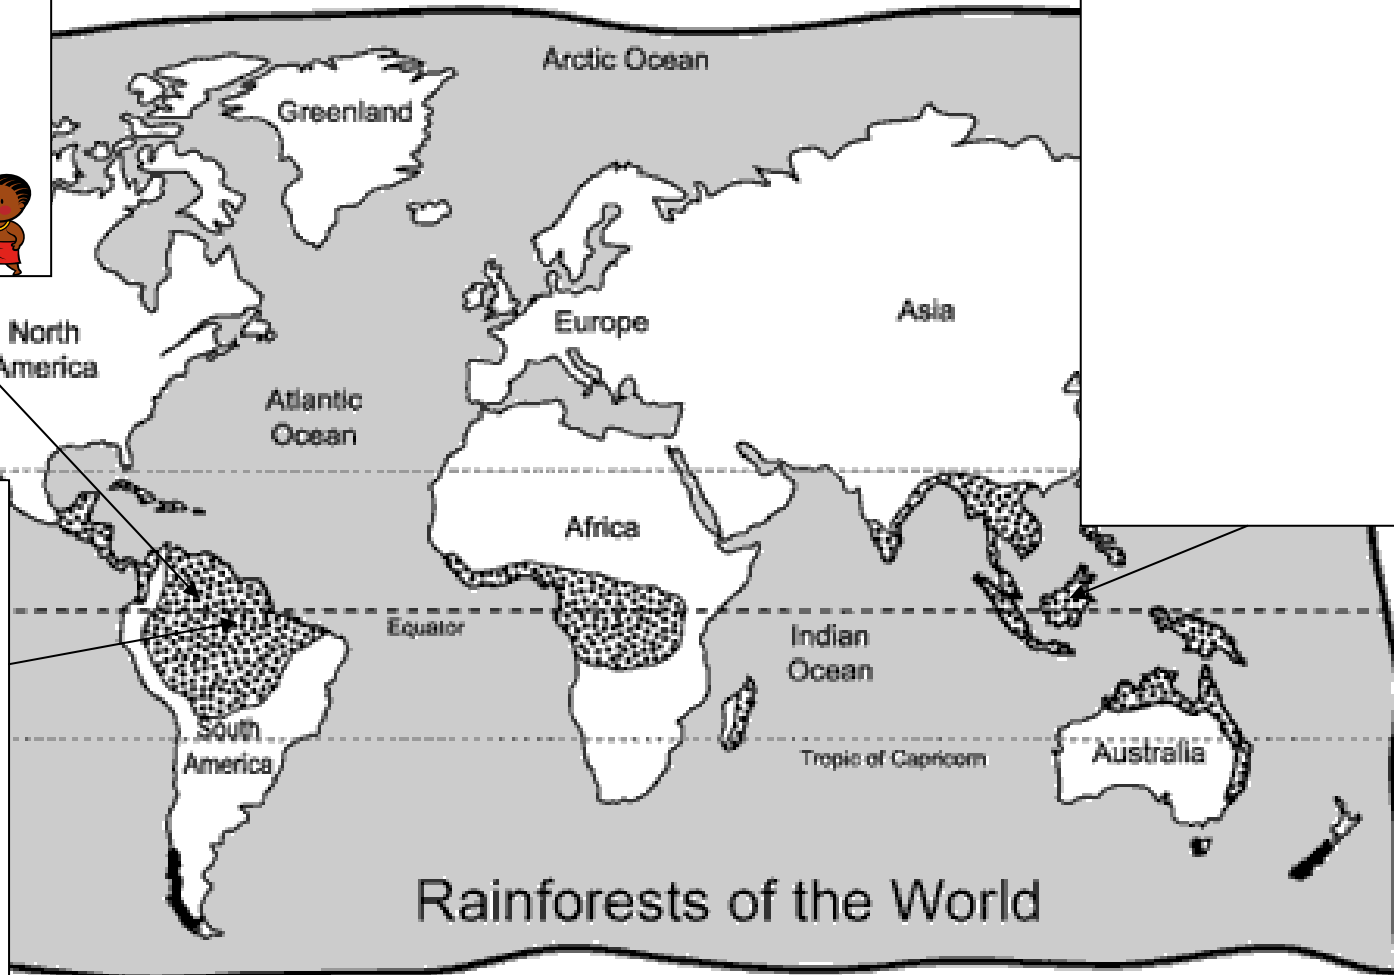 Arctic Ocean
Greenland
North
America
Europe
Asia
Atlantic
Ocean
Africa
Equator
Indian
Ocean
South
America
Tropic of Capricorn
Australia
Rainforests of the World